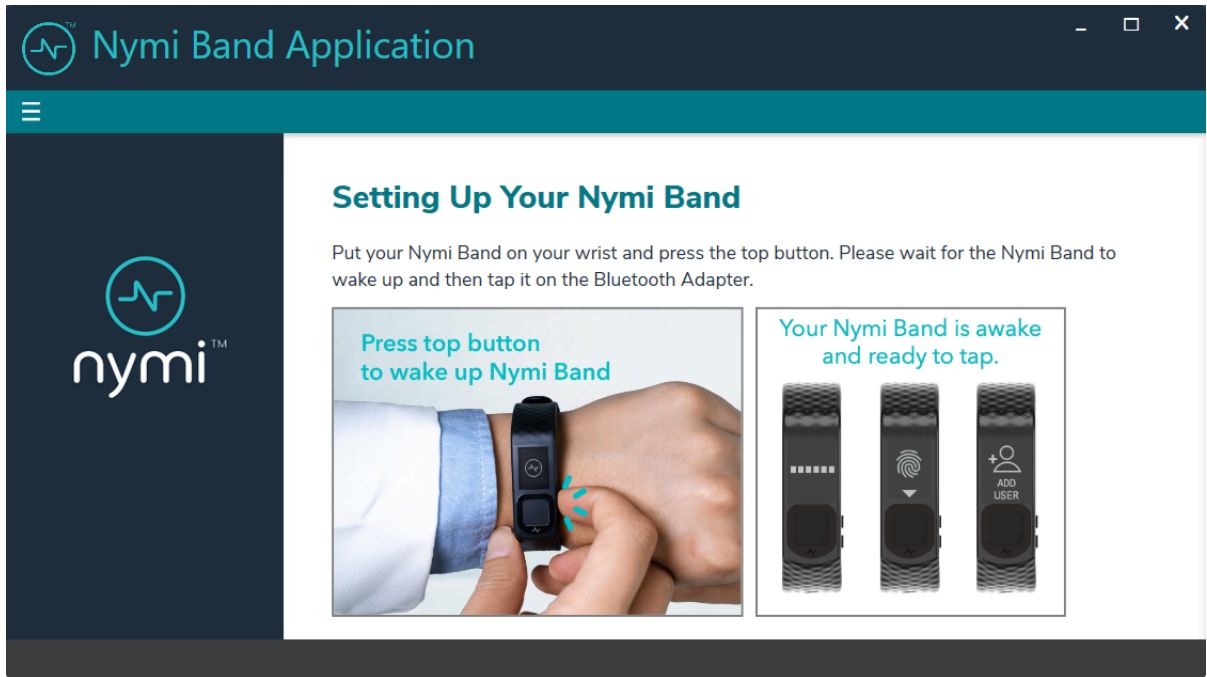 Nymi Band Application
Setting Up Your Nymi Band
Put your Nymi Band on your wrist and press the top button. Please wait for the Nymi Band to
wake up and then tap it on the Bluetooth Adapter.
nymi™
Press top button
to wake up Nymi Band
Your Nymi Band is awake
and ready to tap.
ADD
USER